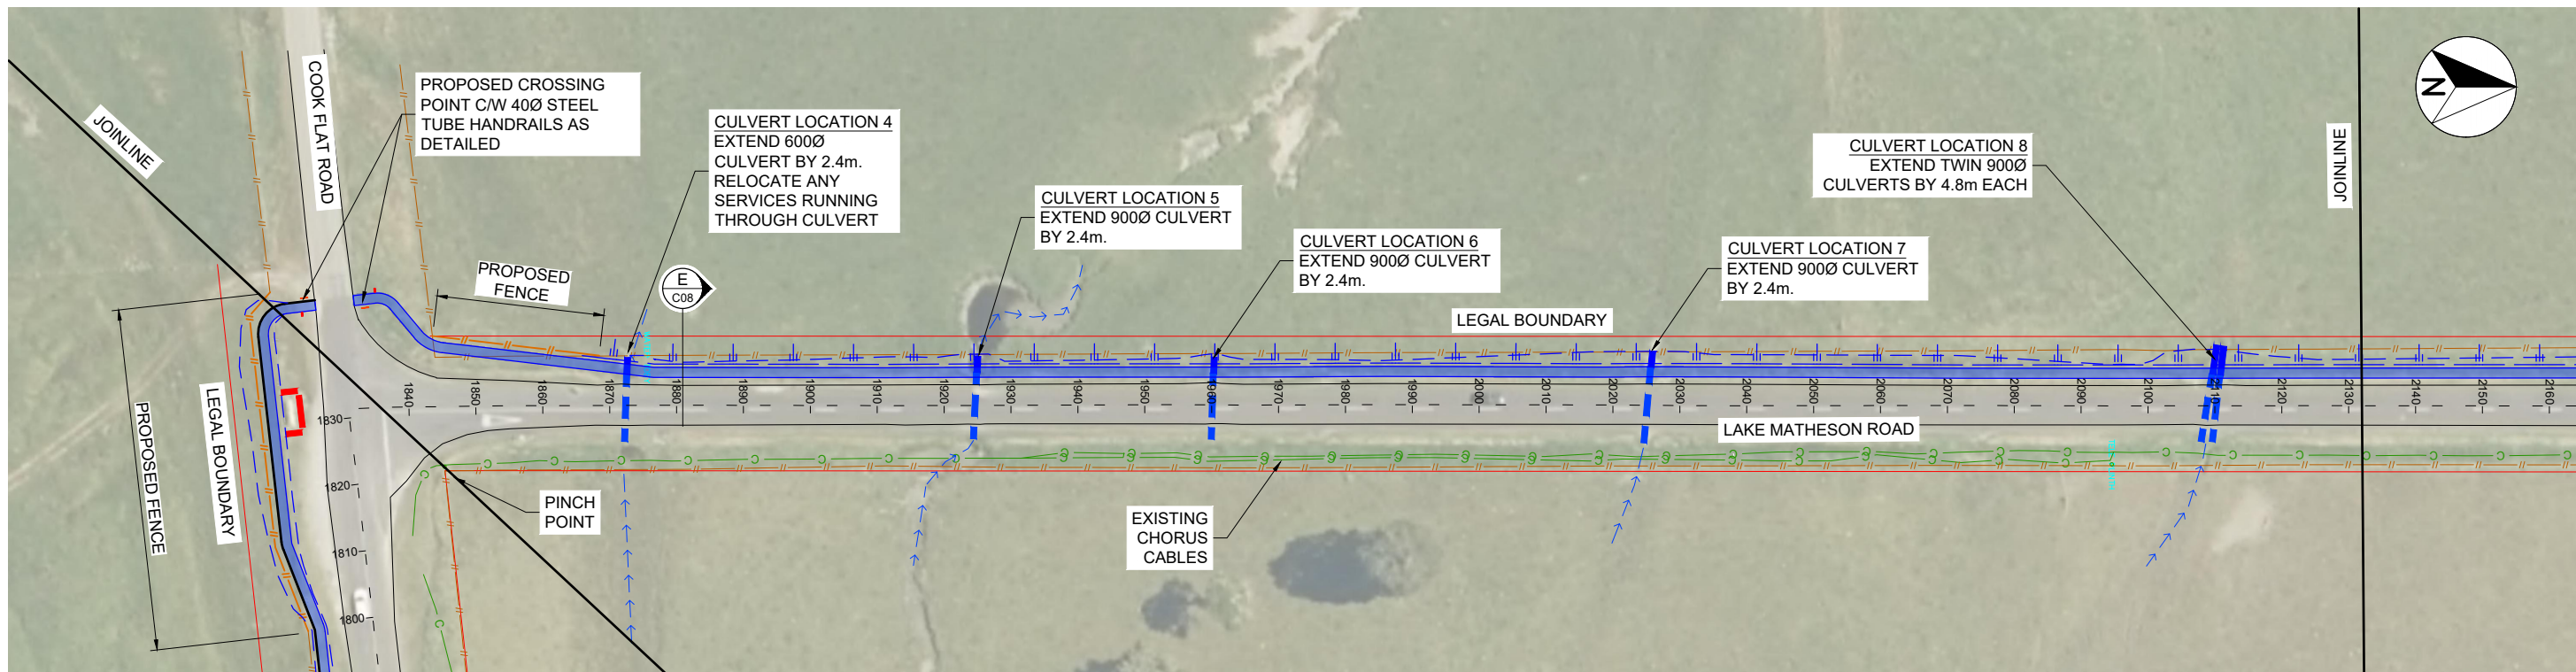 JOINLINE
COOK FLAT ROAD
PROPOSED CROSSING
POINT C/W 40Ø STEEL
TUBE HANDRAILS AS
DETAILED
CULVERT LOCATION 4
EXTEND 600Ø
CULVERT BY 2.4m.
RELOCATE ANY
SERVICES RUNNING
THROUGH CULVERT
CULVERT LOCATION 5
EXTEND 900Ø CULVERT
BY 2.4m.
CULVERT LOCATION 6
EXTEND 900Ø CULVERT
BY 2.4m.
CULVERT LOCATION 7
EXTEND 900Ø CULVERT
BY 2.4m.
CULVERT LOCATION 8
EXTEND TWIN 900Ø
CULVERTS BY 4.8m EACH
JOINLINE
N
PROPOSED
FENCE
E
C08
LEGAL BOUNDARY
PROPOSED FENCE
LEGAL BOUNDARY
1800
1810
1820
1830
1840
1850
1860
1870
1880
1890
1900
1910
1920
1930
1940
1950
1960
1970
1980
1990
2000
2010
2020
2030
2040
2050
2060
2070
2080
2090
2100
2110
2120
2130
2140
2150
2160
LAKE MATHESON ROAD
PINCH
POINT
EXISTING
CHORUS
CABLES